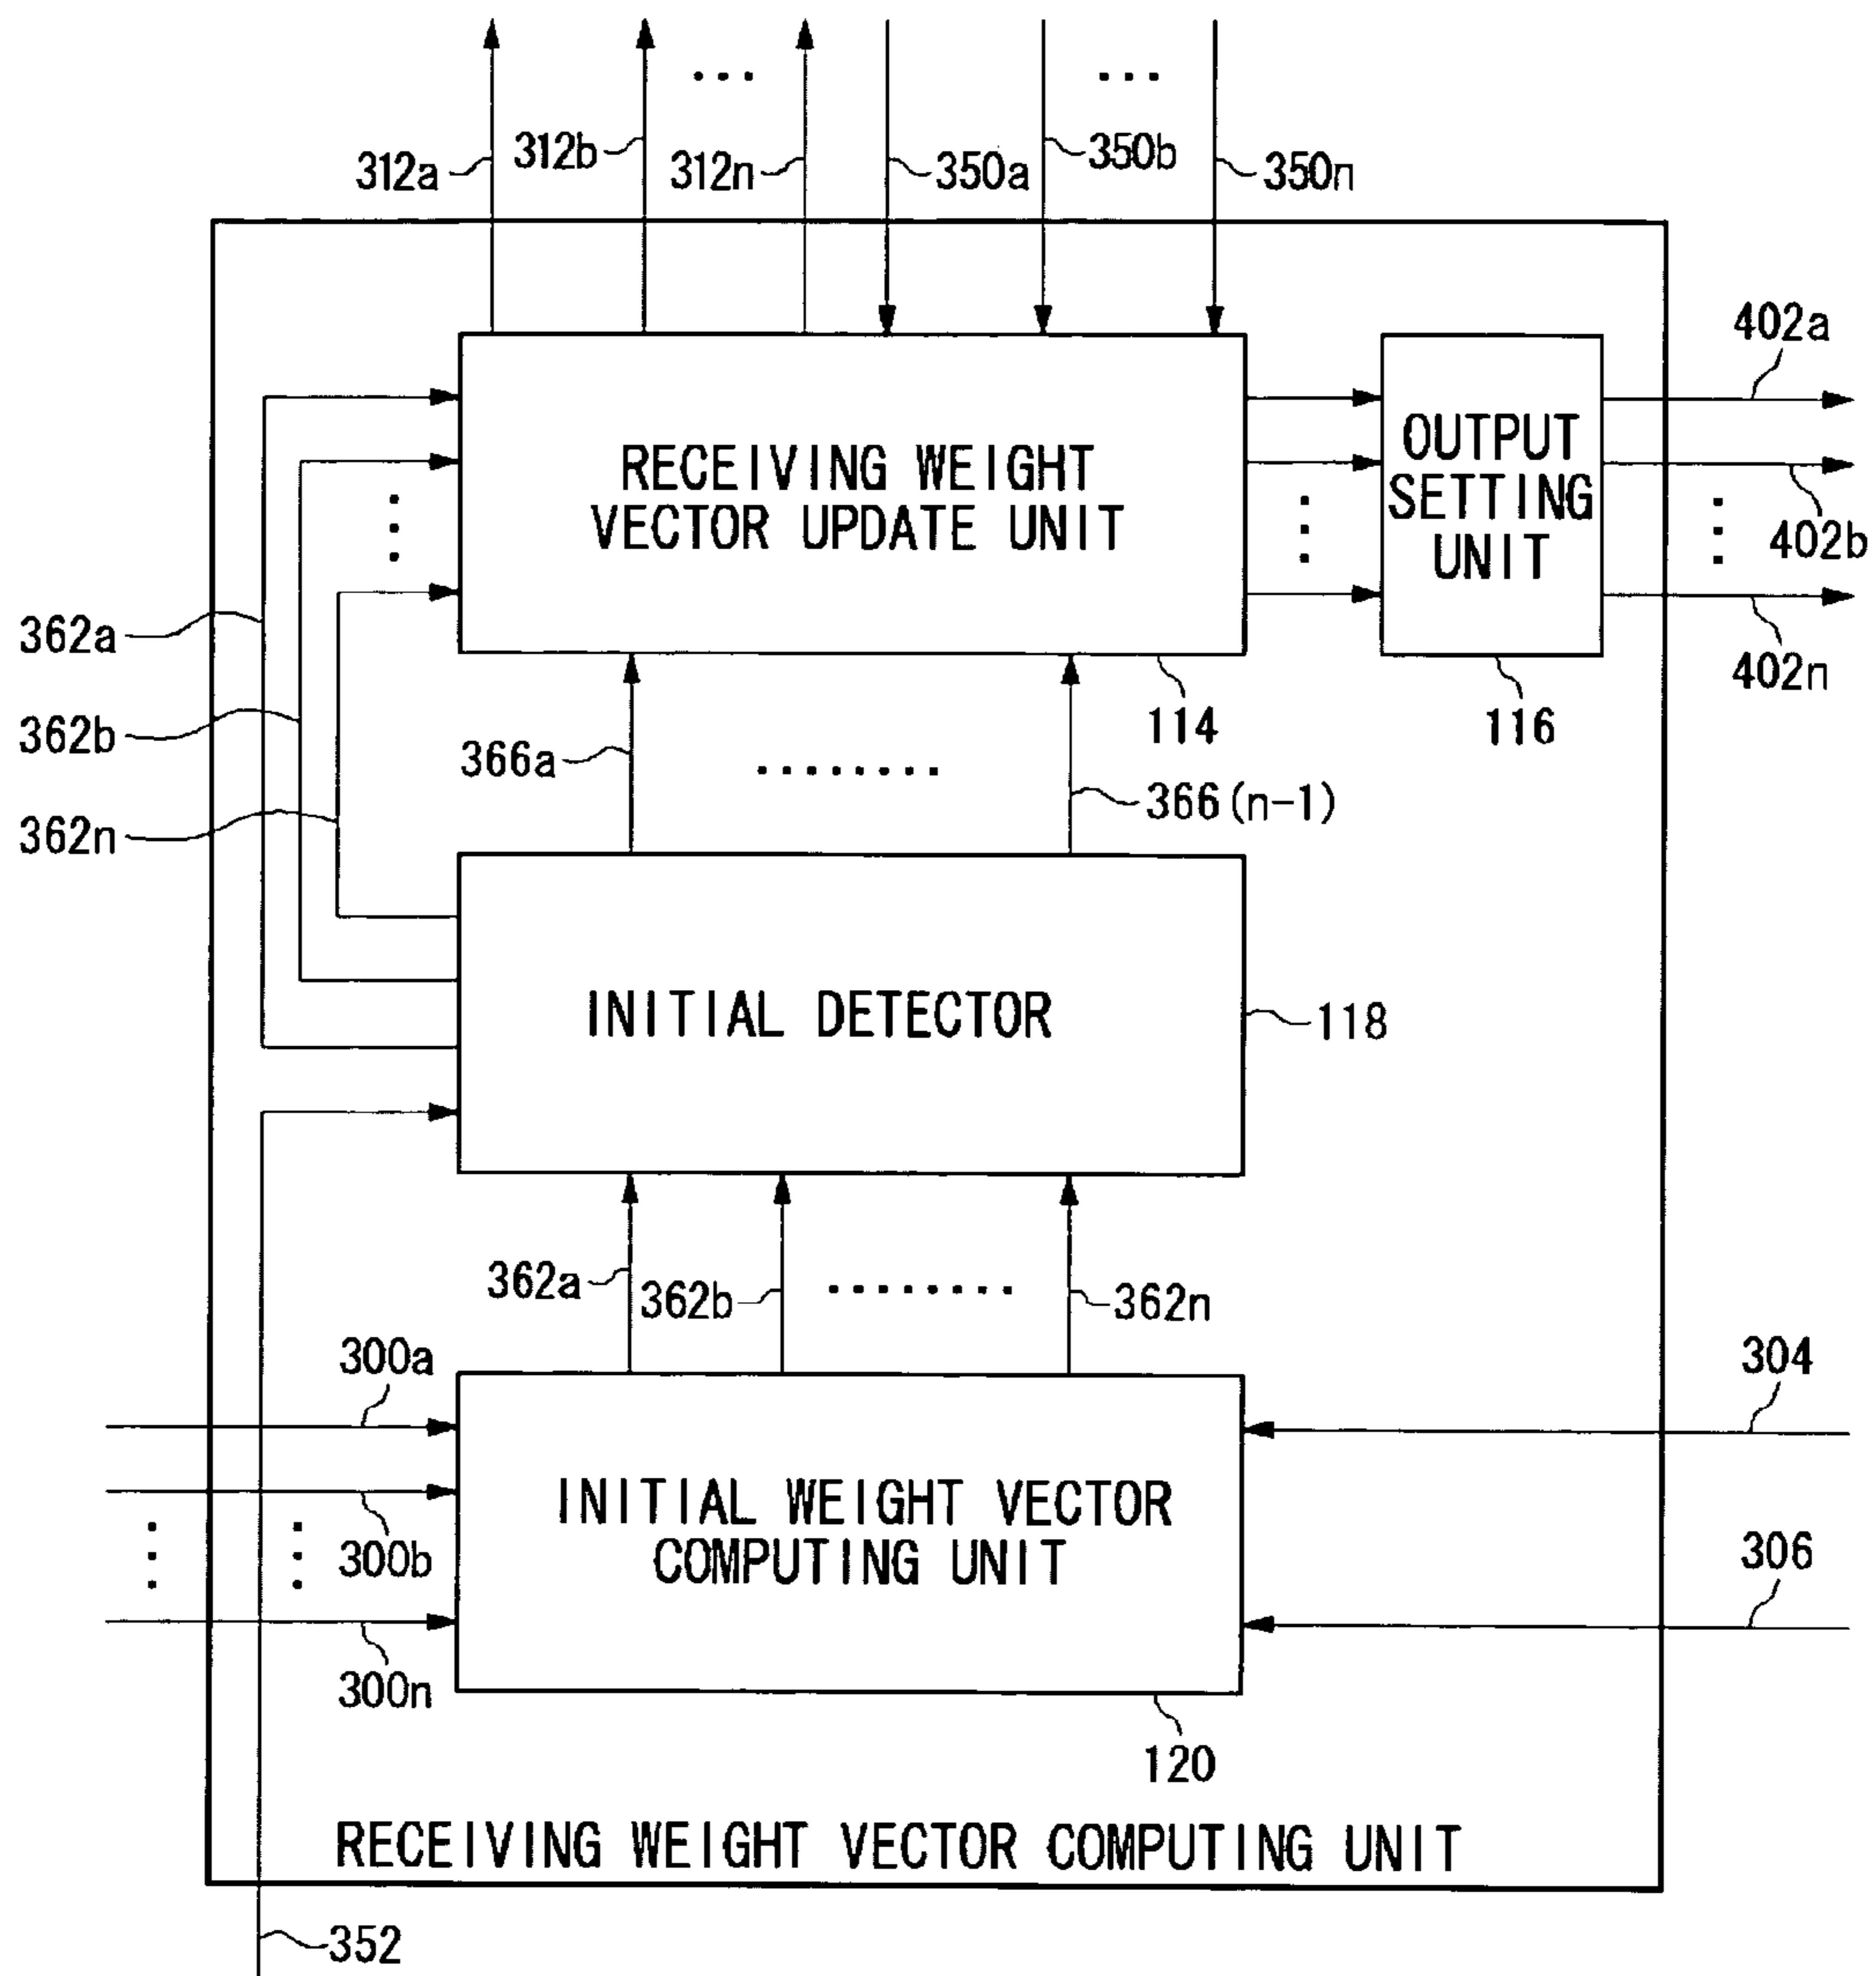 312a
312b
312n
350a
350b
350n
402a
402b
402n
RECEIVING WEIGHT
VECTOR UPDATE UNIT
OUTPUT
SETTING
UNIT
114
116
362a
362b
362n
366a
366(n-1)
INITIAL DETECTOR
118
362a
362b
362n
300a
300b
300n
304
306
INITIAL WEIGHT VECTOR
COMPUTING UNIT
120
RECEIVING WEIGHT VECTOR COMPUTING UNIT
352